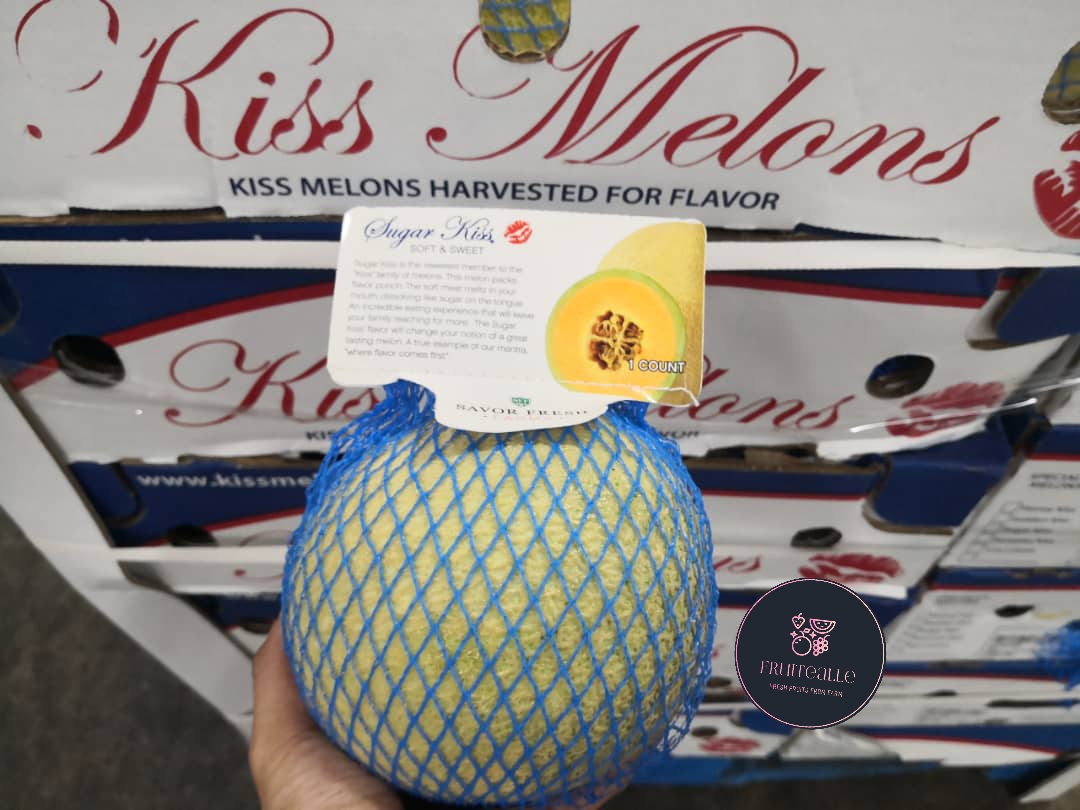 Kiss Melons
KISS MELONS HARVESTED FOR FLAVOR
Sugar Kiss
SOFT & SWEET
Sugar Kiss is the newest member to the
"Kiss" family of melons. This melon packs
flavor punch. The soft meat melts in your
mouth, dissolving like sugar on the tongue
An incredible eating experience that will leave
your family reaching for more. The Sugar
Kiss flavor will change your notion of a great
tasting melon. A true example of our mantra,
"where flavor comes first"
1 COUNT
SAVOR FRESH
www.kissme
FRUITEALLE
FRESH FRUITS FROM FARM